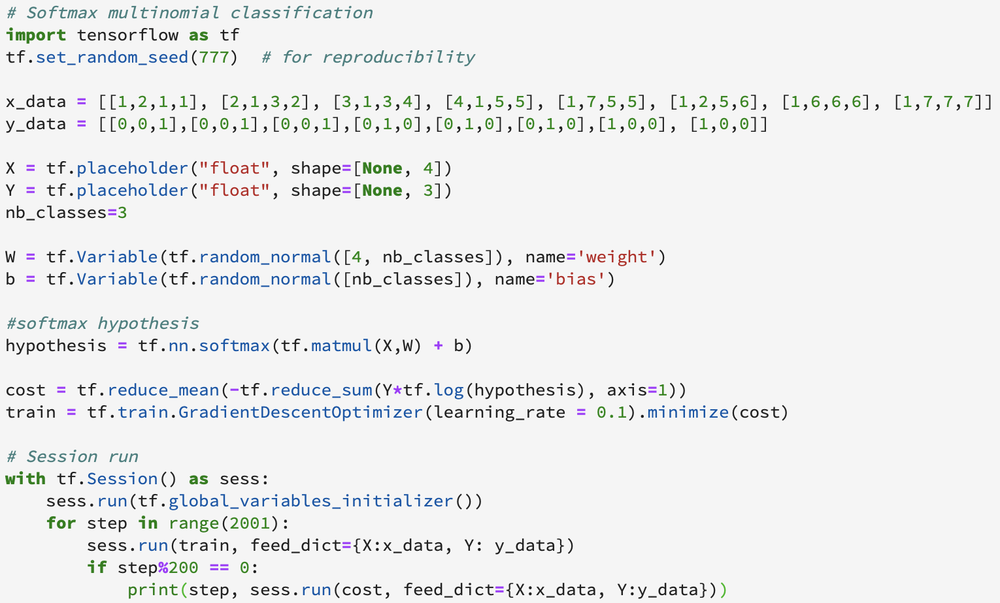 # Softmax multinomial classification
import tensorflow as tf
tf.set_random_seed(777)  # for reproducibility

x_data = [[1,2,1,1], [2,1,3,2], [3,1,3,4], [4,1,5,5], [1,7,5,5], [1,2,5,6], [1,6,6,6], [1,7,7,7]]
y_data = [[0,0,1],[0,0,1],[0,0,1],[0,1,0],[0,1,0],[0,1,0],[1,0,0], [1,0,0]]

X = tf.placeholder("float", shape=[None, 4])
Y = tf.placeholder("float", shape=[None, 3])
nb_classes=3

W = tf.Variable(tf.random_normal([4, nb_classes]), name='weight')
b = tf.Variable(tf.random_normal([nb_classes]), name='bias')

#softmax hypothesis
hypothesis = tf.nn.softmax(tf.matmul(X,W) + b)

cost = tf.reduce_mean(-tf.reduce_sum(Y*tf.log(hypothesis), axis=1))
train = tf.train.GradientDescentOptimizer(learning_rate = 0.1).minimize(cost)

# Session run
with tf.Session() as sess:
    sess.run(tf.global_variables_initializer())
    for step in range(2001):
        sess.run(train, feed_dict={X:x_data, Y: y_data})
        if step%200 == 0:
            print(step, sess.run(cost, feed_dict={X:x_data, Y:y_data}))